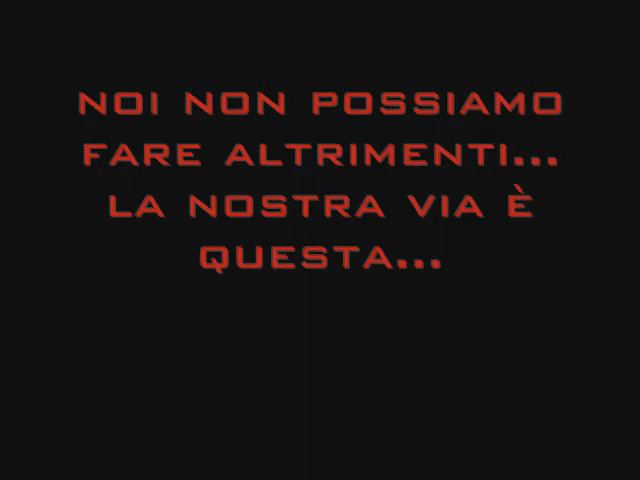 NOI NON POSSIAMO
FARE ALTRIMENTI...
LA NOSTRA VIA È
QUESTA...